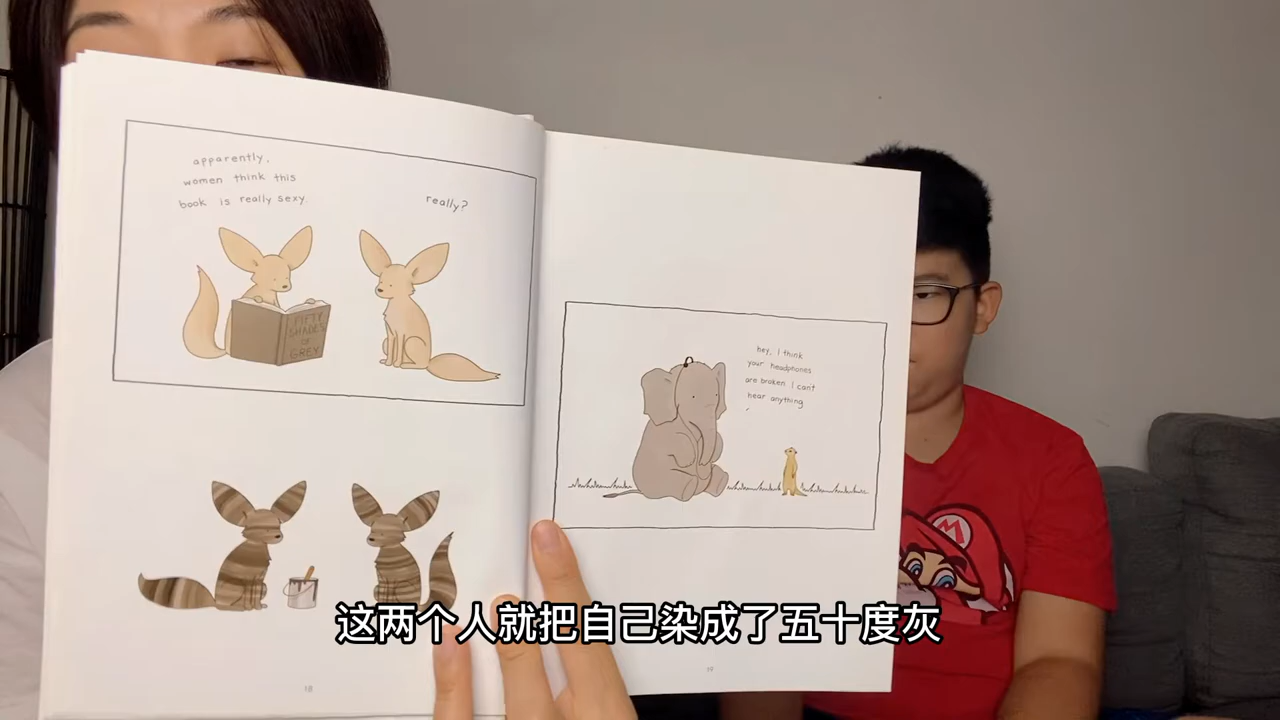 apparently,
women think this
book is really sexy.
really?
FIFTY
SHADES
OF
GREY
hey, I think
your headphones
are broken I can't
hear anything
18
19
M
这两个人就把自己染成了五十度灰